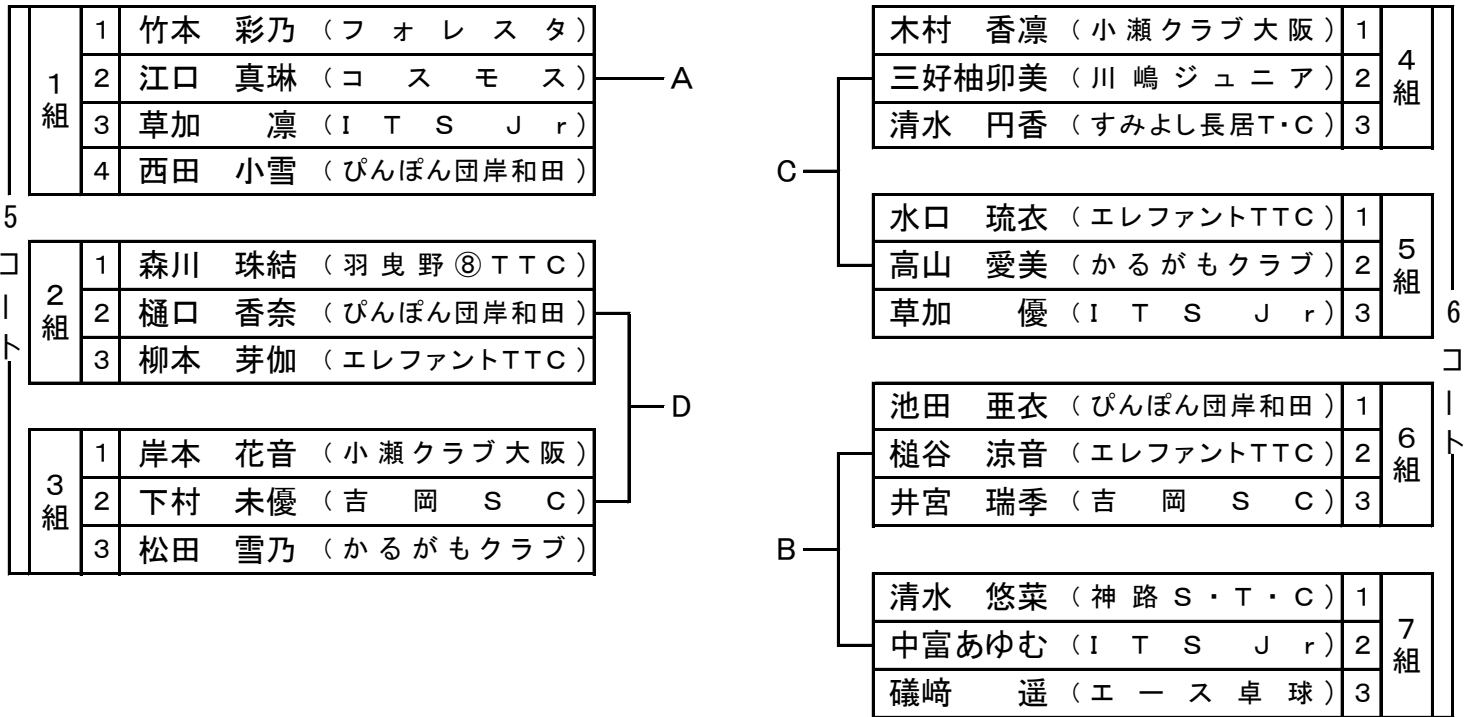 5コート
1組
1 竹本 彩乃 (フォレスタ)
2 江口 真琳 (コスモス)
3 草加 凛 (ITS Jr)
4 西田 小雪 (ぴんぽん団岸和田)
A
2組
1 森川 珠結 (羽曳野⑧TTC)
2 樋口 香奈 (ぴんぽん団岸和田)
3 柳本 芽伽 (エレファントTTC)
D
3組
1 岸本 花音 (小瀬クラブ大阪)
2 下村 未優 (吉岡SC)
3 松田 雪乃 (かるがもクラブ)
6コート
木村 香凛 (小瀬クラブ大阪) 1
三好柚卯美 (川嶋ジュニア) 2
清水 円香 (すみよし長居T・C) 3
4組
C
水口 琉衣 (エレファントTTC) 1
高山 愛美 (かるがもクラブ) 2
草加 優 (ITS Jr) 3
5組
池田 亜衣 (ぴんぽん団岸和田) 1
槌谷 涼音 (エレファントTTC) 2
井宮 瑞季 (吉岡SC) 3
6組
B
清水 悠菜 (神路S・T・C) 1
中富あゆむ (ITS Jr) 2
礒﨑 遥 (エース卓球) 3
7組